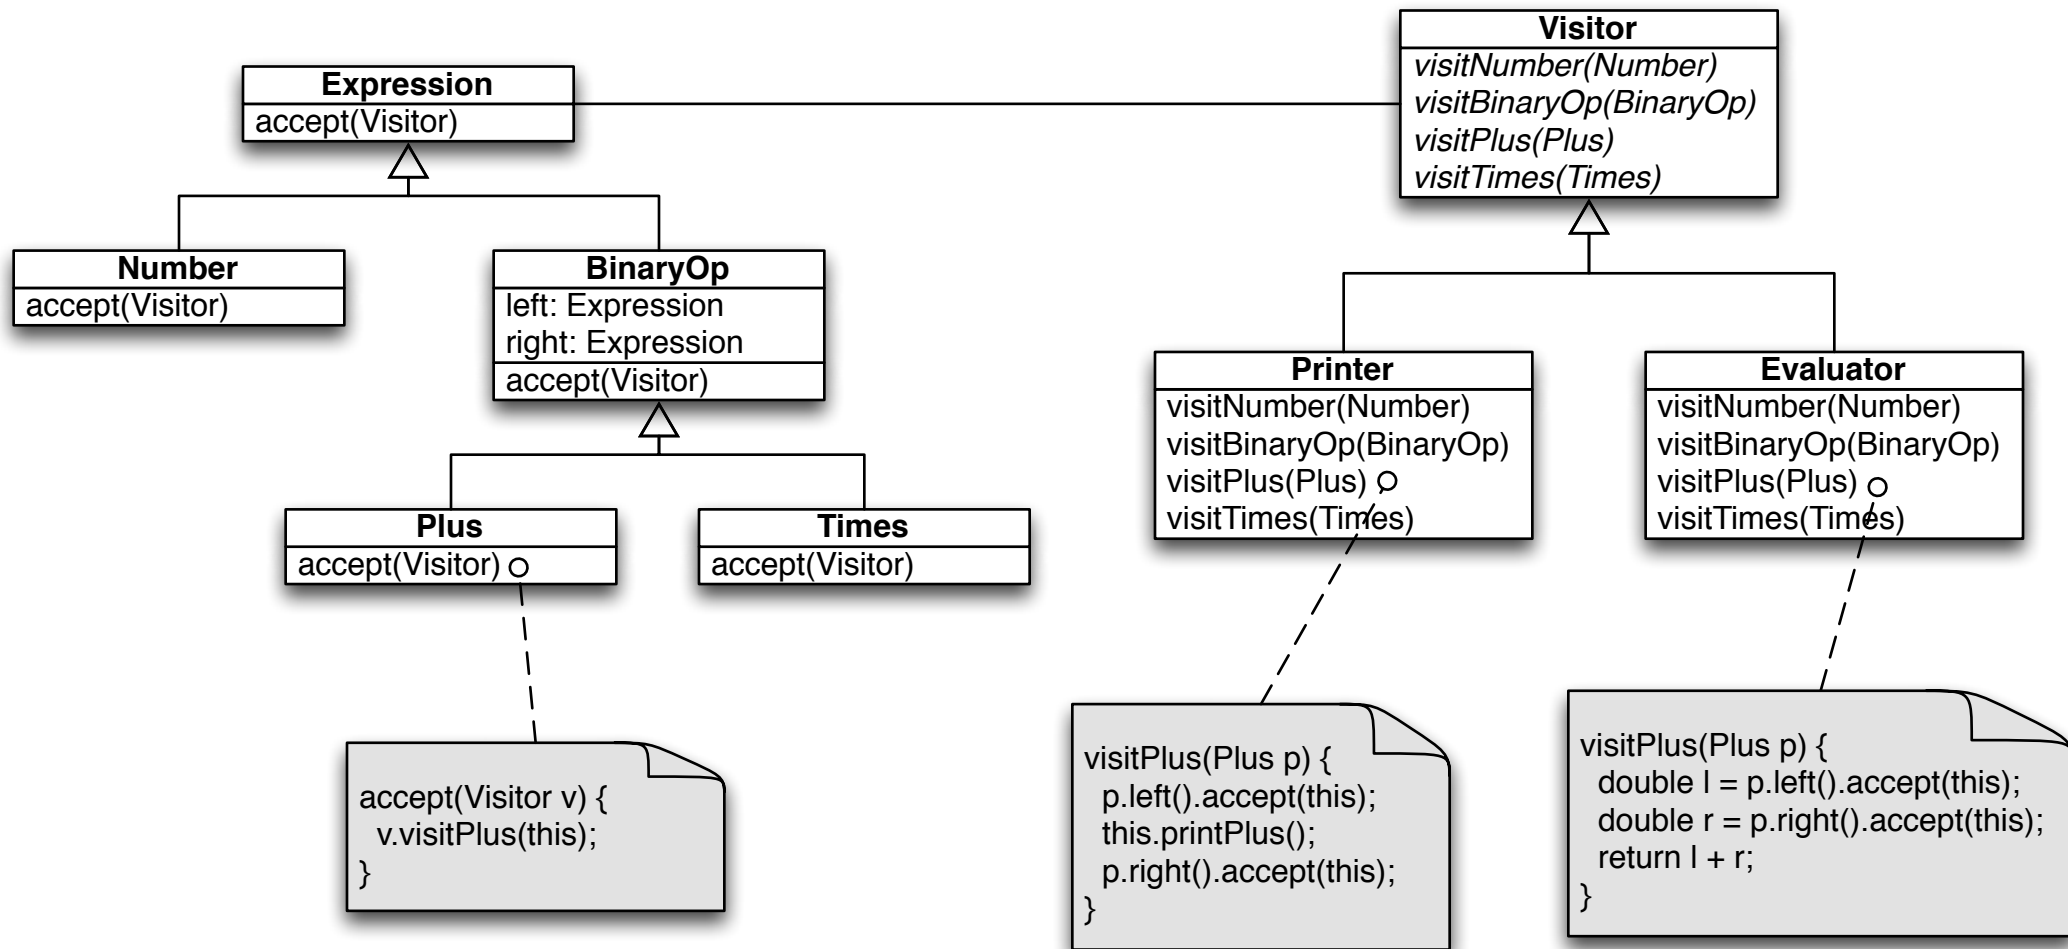 Expression
accept(Visitor)
Number
accept(Visitor)
BinaryOp
left: Expression
right: Expression
accept(Visitor)
Plus
accept(Visitor)
Times
accept(Visitor)
accept(Visitor v) {
v.visitPlus(this);
}
Visitor
visitNumber(Number)
visitBinaryOp(BinaryOp)
visitPlus(Plus)
visitTimes(Times)
Printer
visitNumber(Number)
visitBinaryOp(BinaryOp)
visitPlus(Plus)
visitTimes(Times)
Evaluator
visitNumber(Number)
visitBinaryOp(BinaryOp)
visitPlus(Plus)
visitTimes(Times)
visitPlus(Plus p) {
p.left().accept(this);
this.printPlus();
p.right().accept(this);
}
visitPlus(Plus p) {
double l = p.left().accept(this);
double r = p.right().accept(this);
return l + r;
}